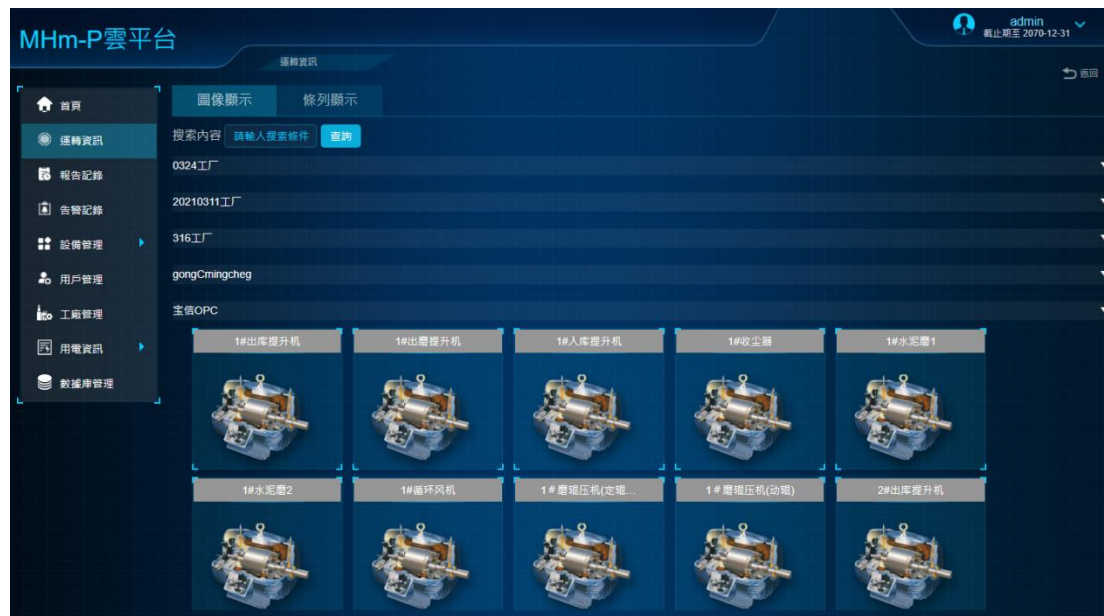 MHm-P雲平台
admin
截止期至 2070-12-31
運轉資訊
返回
首頁
運轉資訊
報告記錄
告警記錄
設備管理
用戶管理
工廠管理
用電資訊
數據庫管理
圖像顯示 條列顯示
搜索內容 請輸入搜索條件 查詢
0324工厂
20210311工厂
316工厂
gongCmingcheg
宝信OPC
1#出库提升机 1#出磨提升机 1#入库提升机 1#收尘器 1#水泥磨1
1#水泥磨2 1#循环风机 1＃磨辊压机(定辊... 1＃磨辊压机(动辊) 2#出库提升机